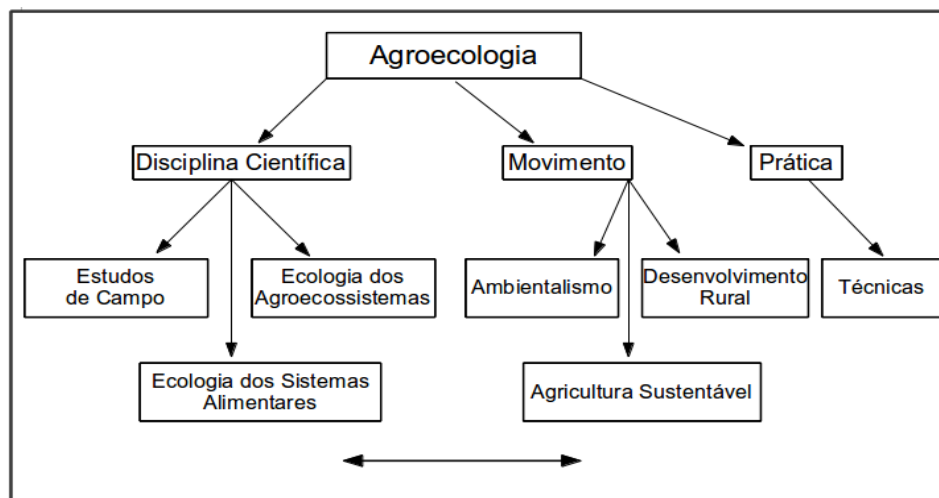 Agroecologia
Disciplina Científica
Movimento
Prática
Estudos
de Campo
Ecologia dos
Agroecossistemas
Ambientalismo
Desenvolvimento
Rural
Técnicas
Ecologia dos Sistemas
Alimentares
Agricultura Sustentável